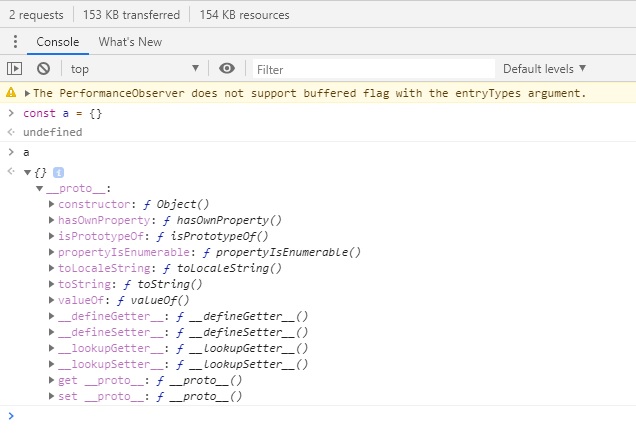 2 requests 153 KB transferred 154 KB resources
Console What's New
top Filter Default levels
The PerformanceObserver does not support buffered flag with the entryTypes argument.
const a = {}
undefined
a
{} i
__proto__:
constructor: ƒ Object()
hasOwnProperty: ƒ hasOwnProperty()
isPrototypeOf: ƒ isPrototypeOf()
propertyIsEnumerable: ƒ propertyIsEnumerable()
toLocaleString: ƒ toLocaleString()
toString: ƒ toString()
valueOf: ƒ valueOf()
__defineGetter__: ƒ __defineGetter__()
__defineSetter__: ƒ __defineSetter__()
__lookupGetter__: ƒ __lookupGetter__()
__lookupSetter__: ƒ __lookupSetter__()
get __proto__: ƒ __proto__()
set __proto__: ƒ __proto__()